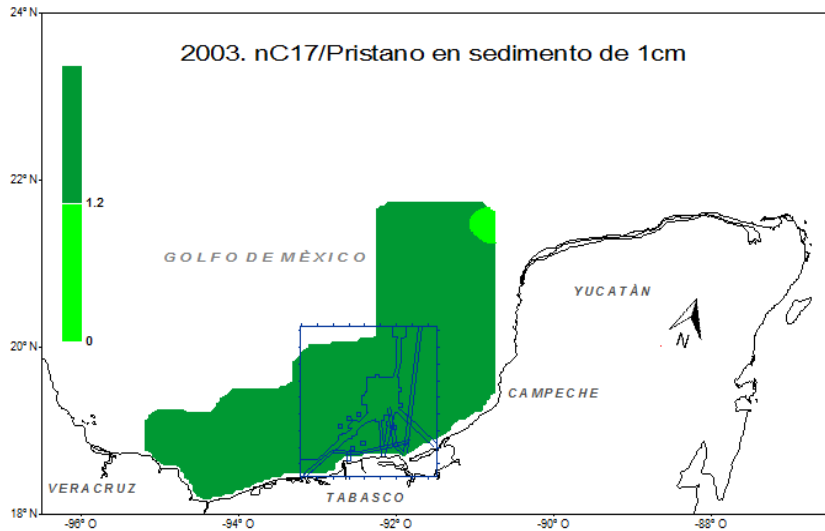 24° N
2003. nC17/Pristano en sedimento de 1cm
22° N
1.2
GOLFO DE MÈXICO
YUCATÀN
0
20° N
N
CAMPECHE
VERACRUZ
TABASCO
18° N
-96° O
-94° O
-92° O
-90° O
-88° O